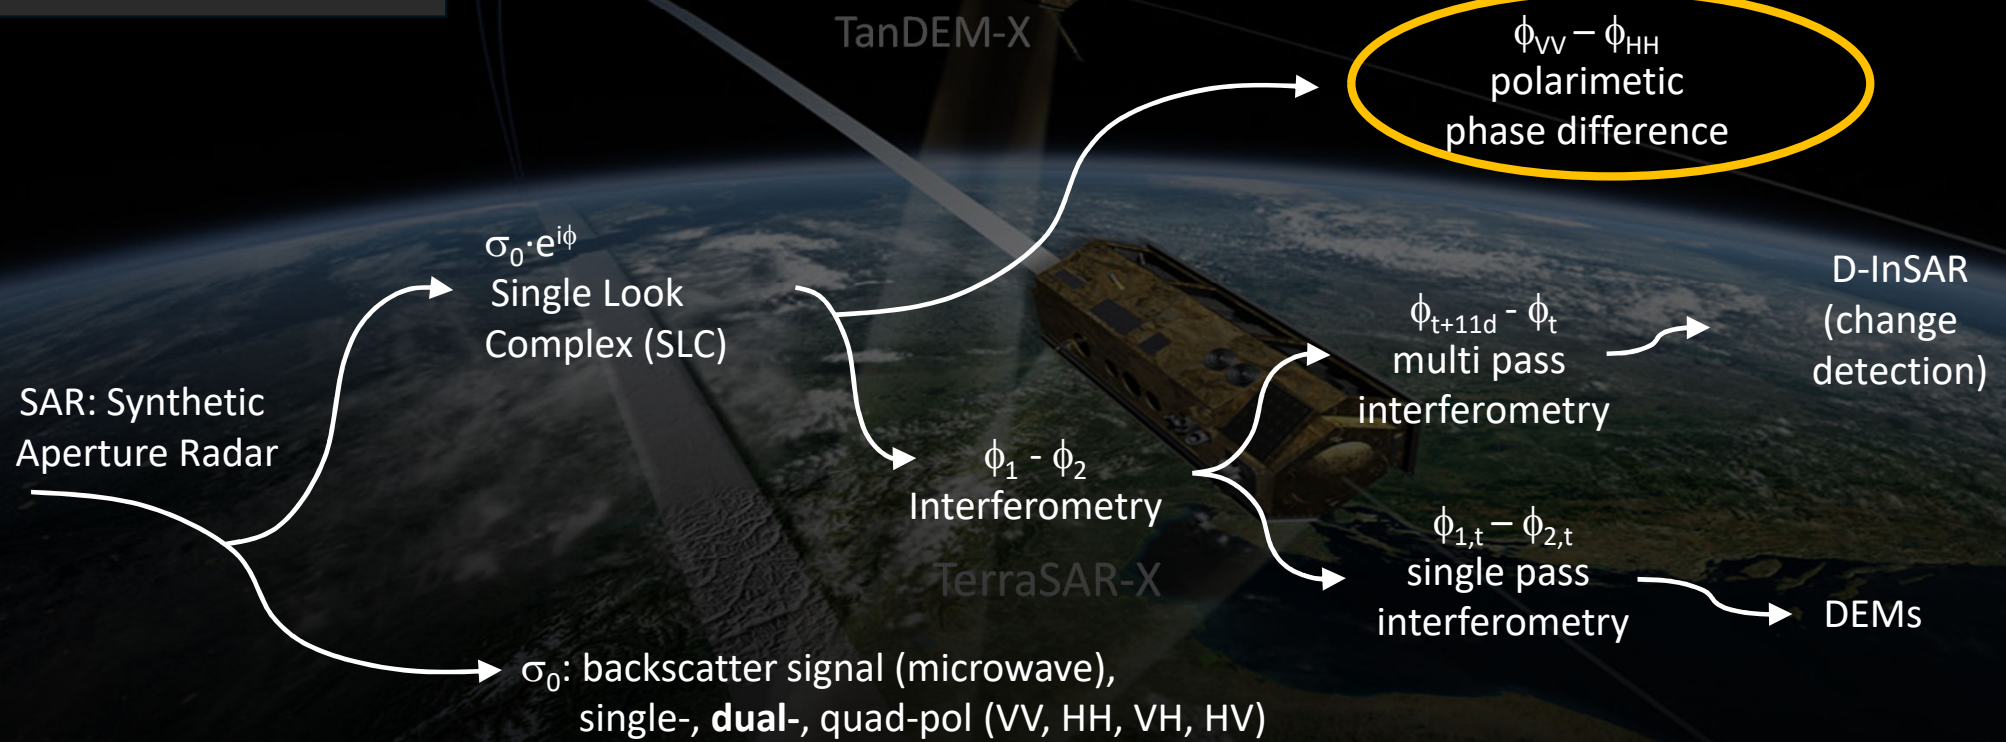 TanDEM-X
ϕVV – ϕHH
polarimetic
phase difference
σ0·eiϕ
Single Look
Complex (SLC)
D-InSAR
(change
detection)
ϕt+11d - ϕt
multi pass
interferometry
SAR: Synthetic
Aperture Radar
ϕ1 - ϕ2
Interferometry
ϕ1,t – ϕ2,t
single pass
interferometry
TerraSAR-X
DEMs
σ0: backscatter signal (microwave),
single-, dual-, quad-pol (VV, HH, VH, HV)